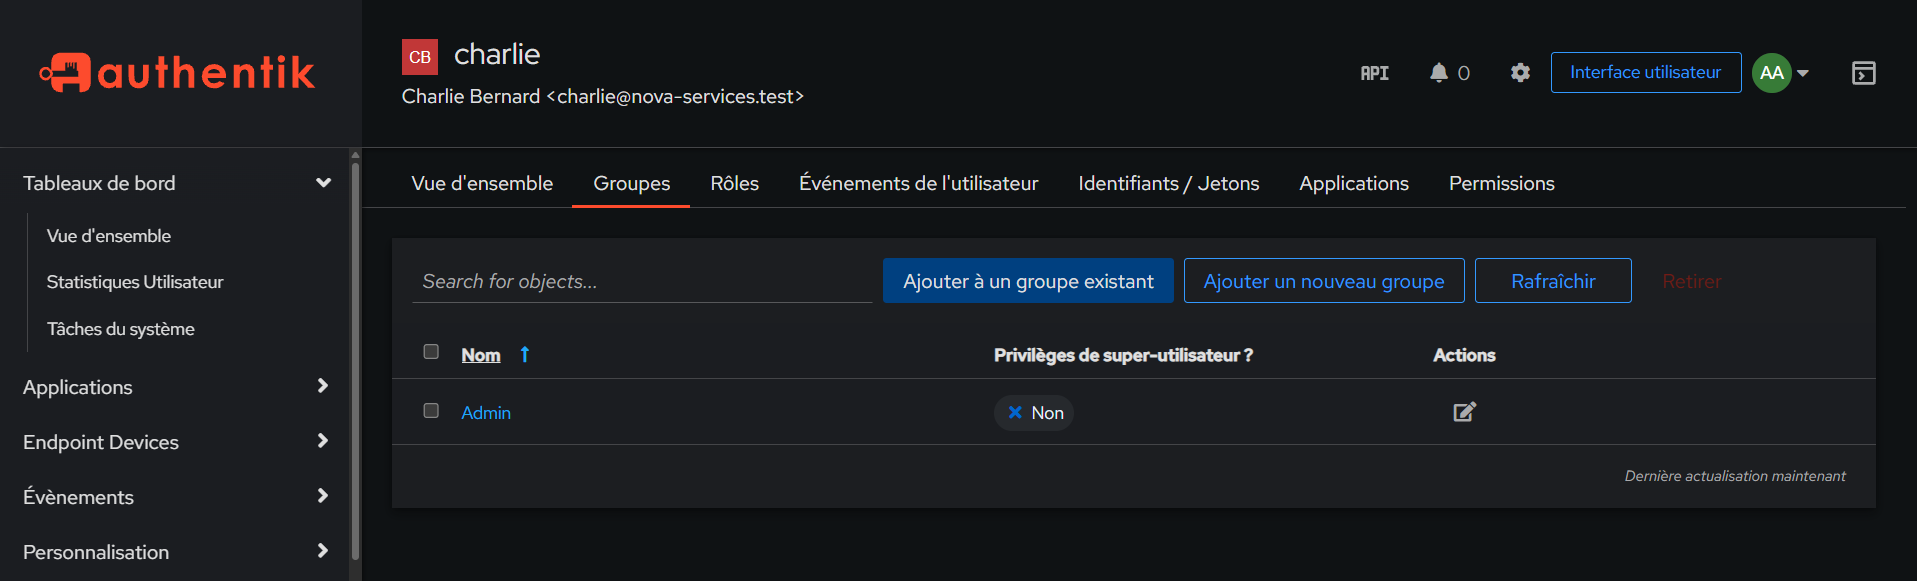 authentik
CB charlie
Charlie Bernard <charlie@nova-services.test>
API 0 Interface utilisateur AA
Tableaux de bord
Vue d'ensemble
Statistiques Utilisateur
Tâches du système
Applications
Endpoint Devices
Évènements
Personnalisation
Vue d'ensemble Groupes Rôles Événements de l'utilisateur Identifiants / Jetons Applications Permissions
Search for objects... Ajouter à un groupe existant Ajouter un nouveau groupe Rafraîchir Retirer
Nom Privilèges de super-utilisateur ? Actions
Admin Non
Dernière actualisation maintenant